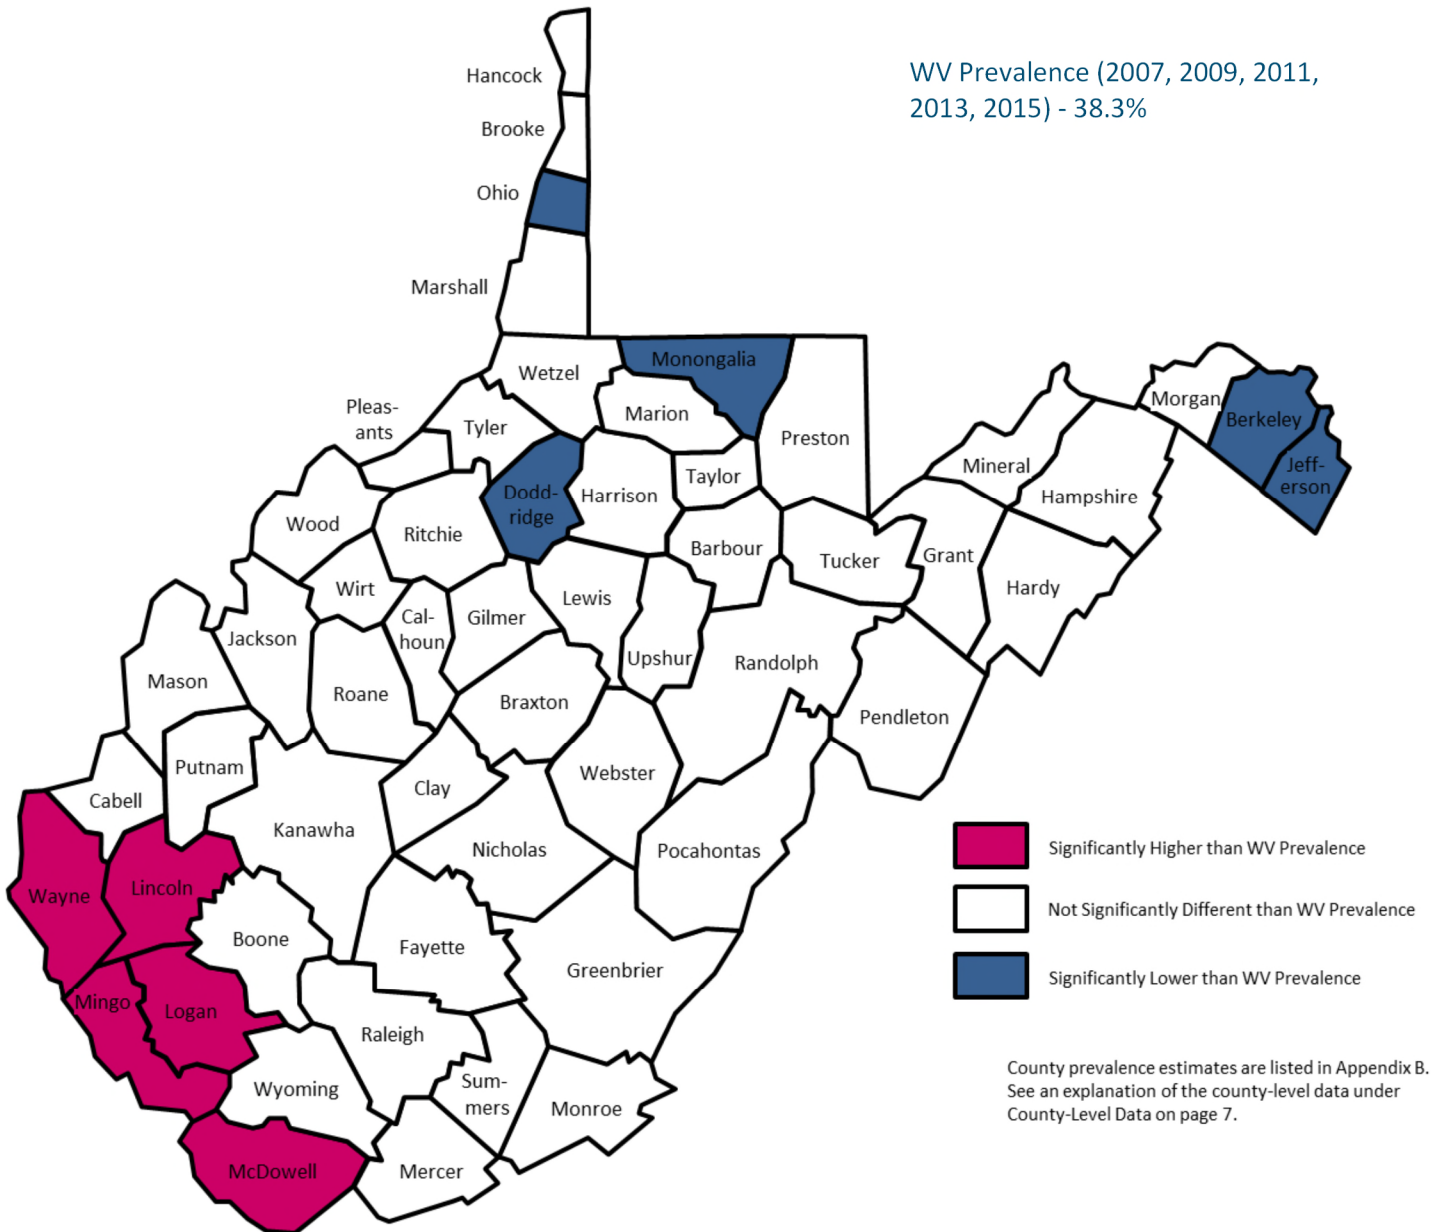 WV Prevalence (2007, 2009, 2011,
2013, 2015) - 38.3%
Hancock
Brooke
Ohio
Marshall
Wetzel
Monongalia
Marion
Preston
Pleas-
ants
Tyler
Dodd-
ridge
Harrison
Taylor
Morgan
Berkeley
Jeff-
erson
Mineral
Hampshire
Wood
Ritchie
Barbour
Tucker
Grant
Hardy
Wirt
Cal-
houn
Gilmer
Lewis
Upshur
Randolph
Jackson
Mason
Roane
Braxton
Pendleton
Putnam
Cabell
Clay
Webster
Kanawha
Nicholas
Pocahontas
Wayne
Lincoln
Boone
Fayette
Greenbrier
Mingo
Logan
Raleigh
Wyoming
Sum-
mers
Monroe
McDowell
Mercer
Significantly Higher than WV Prevalence
Not Significantly Different than WV Prevalence
Significantly Lower than WV Prevalence
County prevalence estimates are listed in Appendix B.
See an explanation of the county-level data under
County-Level Data on page 7.